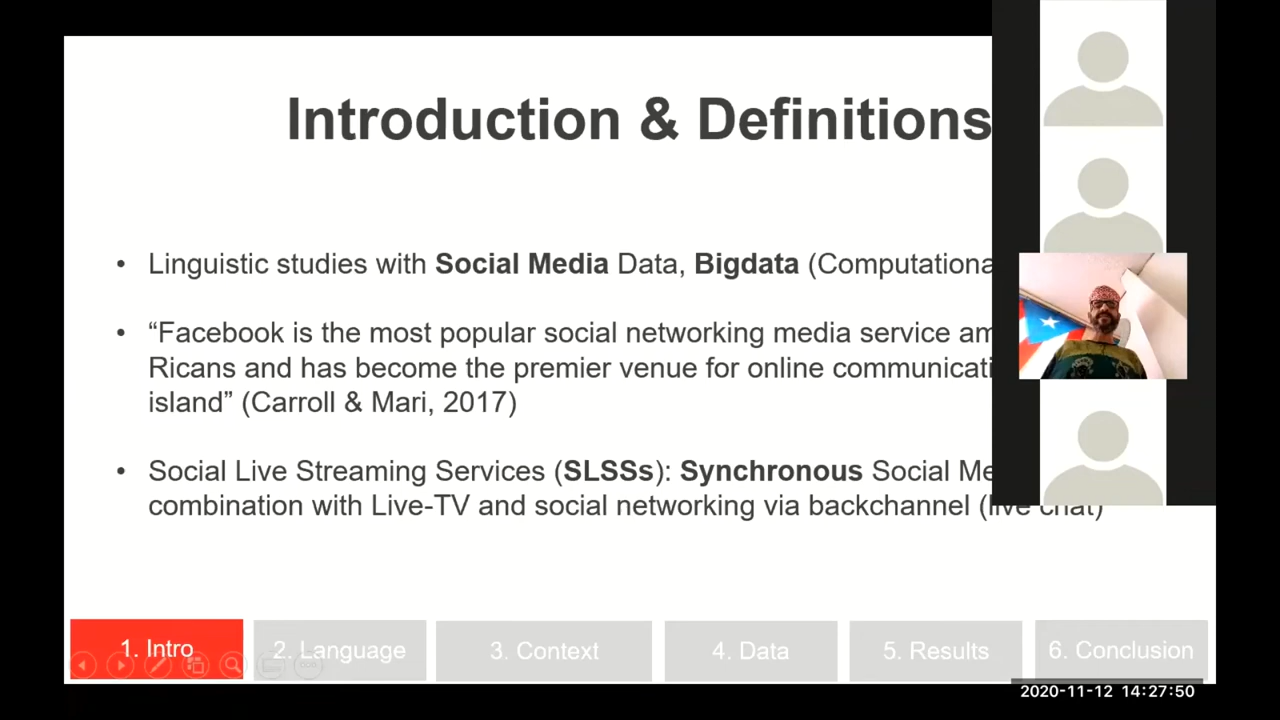 Introduction & Definitions
• Linguistic studies with Social Media Data, Bigdata (Computationa
• “Facebook is the most popular social networking media service am
Ricans and has become the premier venue for online communicati
island” (Carroll & Mari, 2017)
• Social Live Streaming Services (SLSSs): Synchronous Social Me
combination with Live-TV and social networking via backchannel (live chat)
1. Intro
2. Language
3. Context
4. Data
5. Results
6. Conclusion
2020-11-12 14:27:50